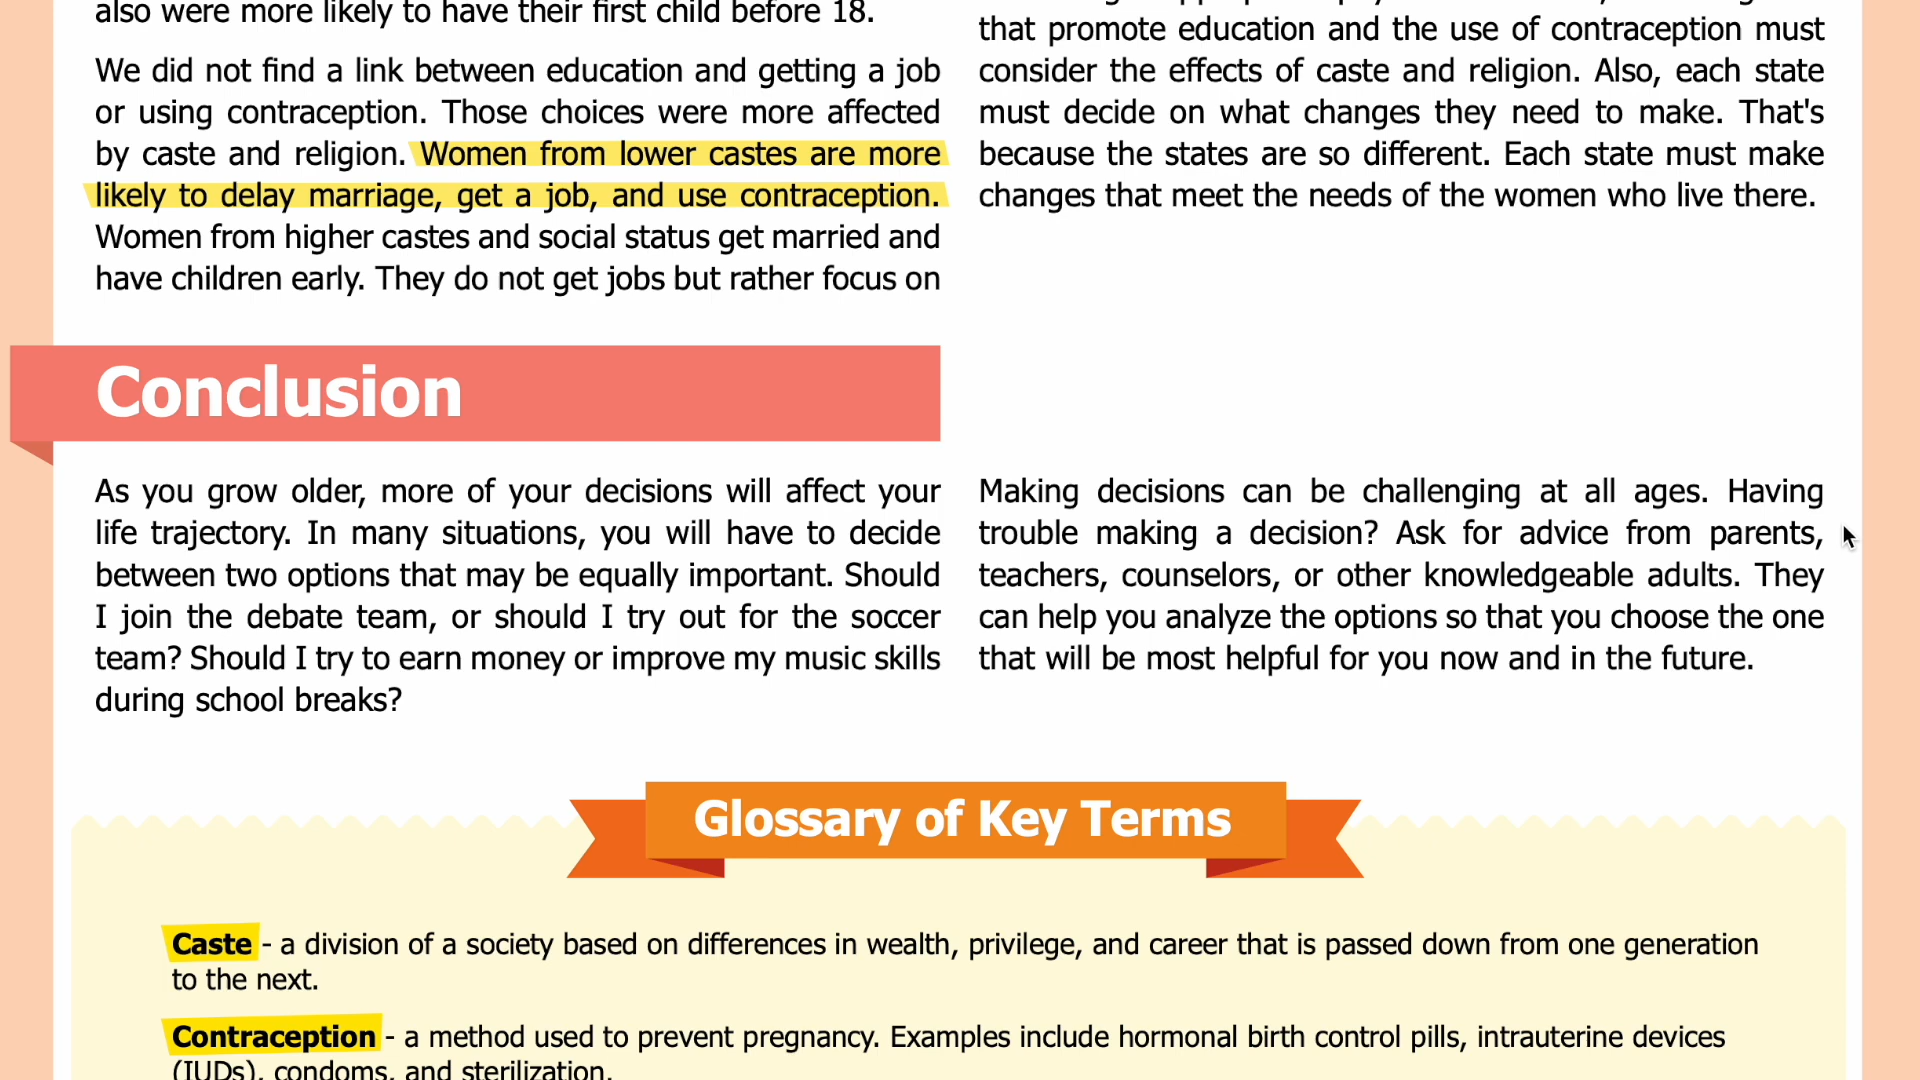 also were more likely to have their first child before 18.
We did not find a link between education and getting a job
or using contraception. Those choices were more affected
by caste and religion. Women from lower castes are more
likely to delay marriage, get a job, and use contraception.
Women from higher castes and social status get married and
have children early. They do not get jobs but rather focus on
that promote education and the use of contraception must
consider the effects of caste and religion. Also, each state
must decide on what changes they need to make. That's
because the states are so different. Each state must make
changes that meet the needs of the women who live there.
Conclusion
As you grow older, more of your decisions will affect your
life trajectory. In many situations, you will have to decide
between two options that may be equally important. Should
I join the debate team, or should I try out for the soccer
team? Should I try to earn money or improve my music skills
during school breaks?
Making decisions can be challenging at all ages. Having
trouble making a decision? Ask for advice from parents,
teachers, counselors, or other knowledgeable adults. They
can help you analyze the options so that you choose the one
that will be most helpful for you now and in the future.
Glossary of Key Terms
Caste - a division of a society based on differences in wealth, privilege, and career that is passed down from one generation
to the next.
Contraception - a method used to prevent pregnancy. Examples include hormonal birth control pills, intrauterine devices
(IUDs), condoms, and sterilization.